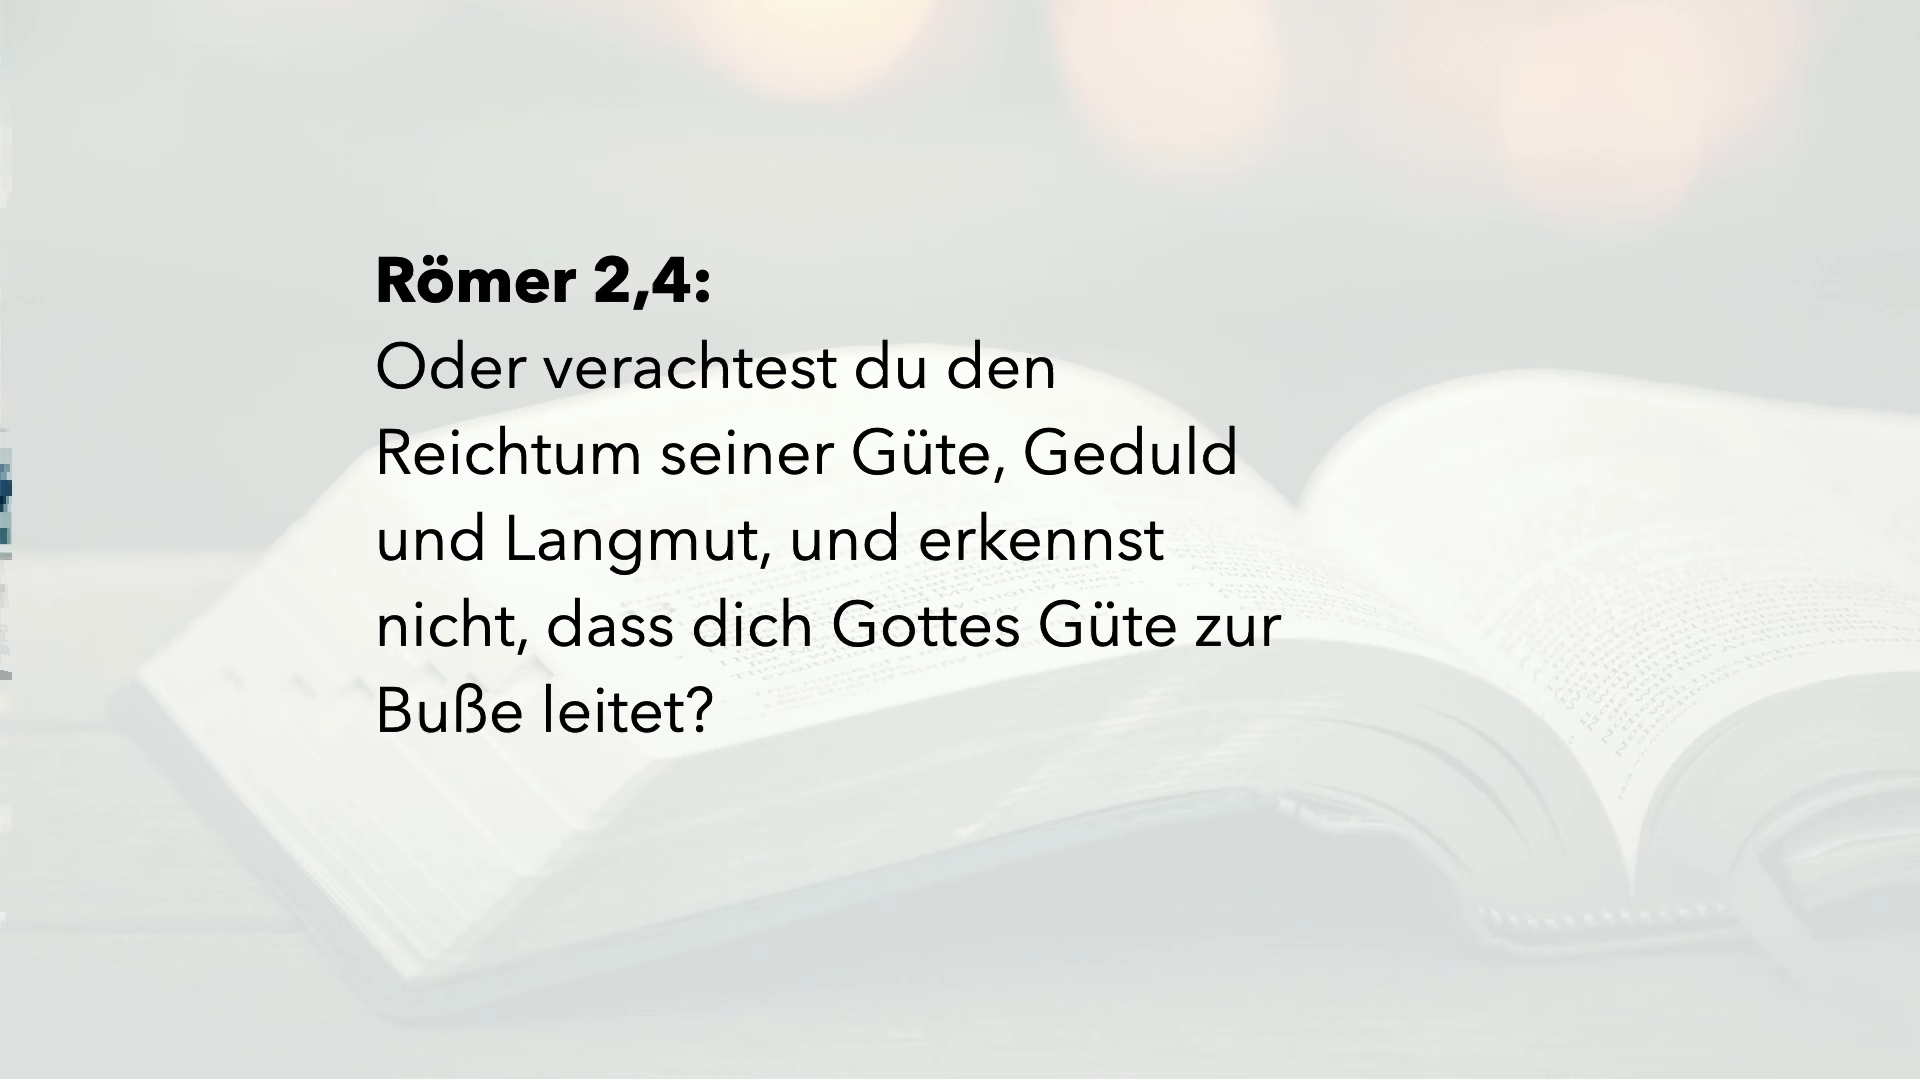 Römer 2,4:
Oder verachtest du den
Reichtum seiner Güte, Geduld
und Langmut, und erkennst
nicht, dass dich Gottes Güte zur
Buße leitet?